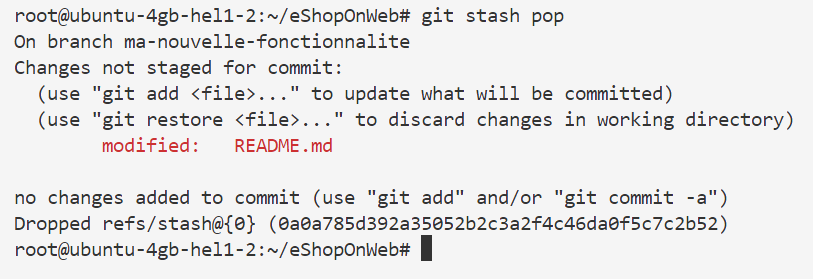 root@ubuntu-4gb-hel1-2:~/eShopOnWeb# git stash pop
On branch ma-nouvelle-fonctionnalite
Changes not staged for commit:
  (use "git add <file>..." to update what will be committed)
  (use "git restore <file>..." to discard changes in working directory)
        modified:   README.md

no changes added to commit (use "git add" and/or "git commit -a")
Dropped refs/stash@{0} (0a0a785d392a35052b2c3a2f4c46da0f5c7c2b52)
root@ubuntu-4gb-hel1-2:~/eShopOnWeb#